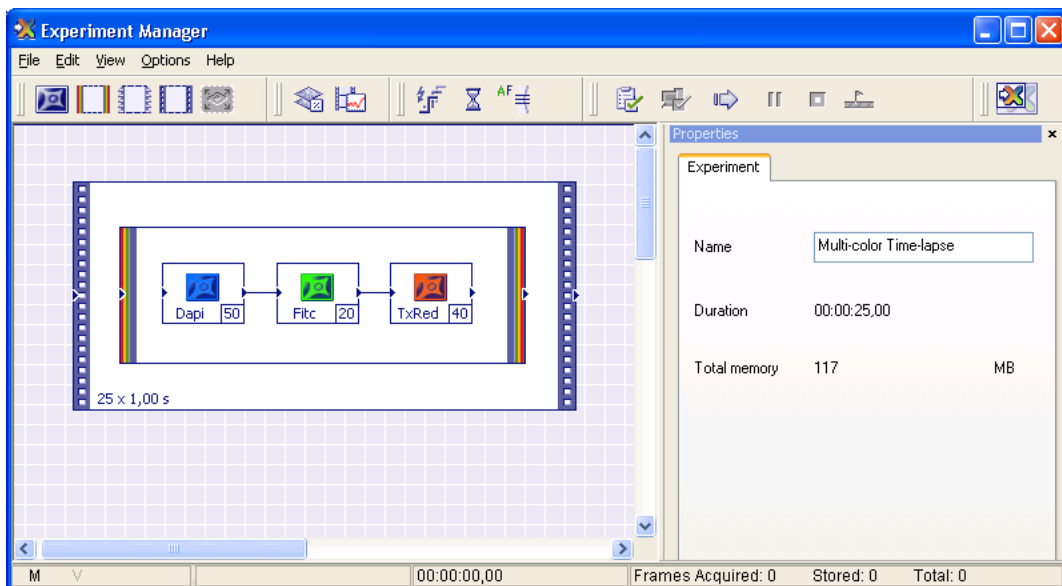 Experiment Manager
File Edit View Options Help
AF
Properties
Experiment
Name Multi-color Time-lapse
Duration 00:00:25,00
Total memory 117 MB
Dapi 50 Fitc 20 TxRed 40
25 x 1,00 s
M V 00:00:00,00 Frames Acquired: 0 Stored: 0 Total: 0